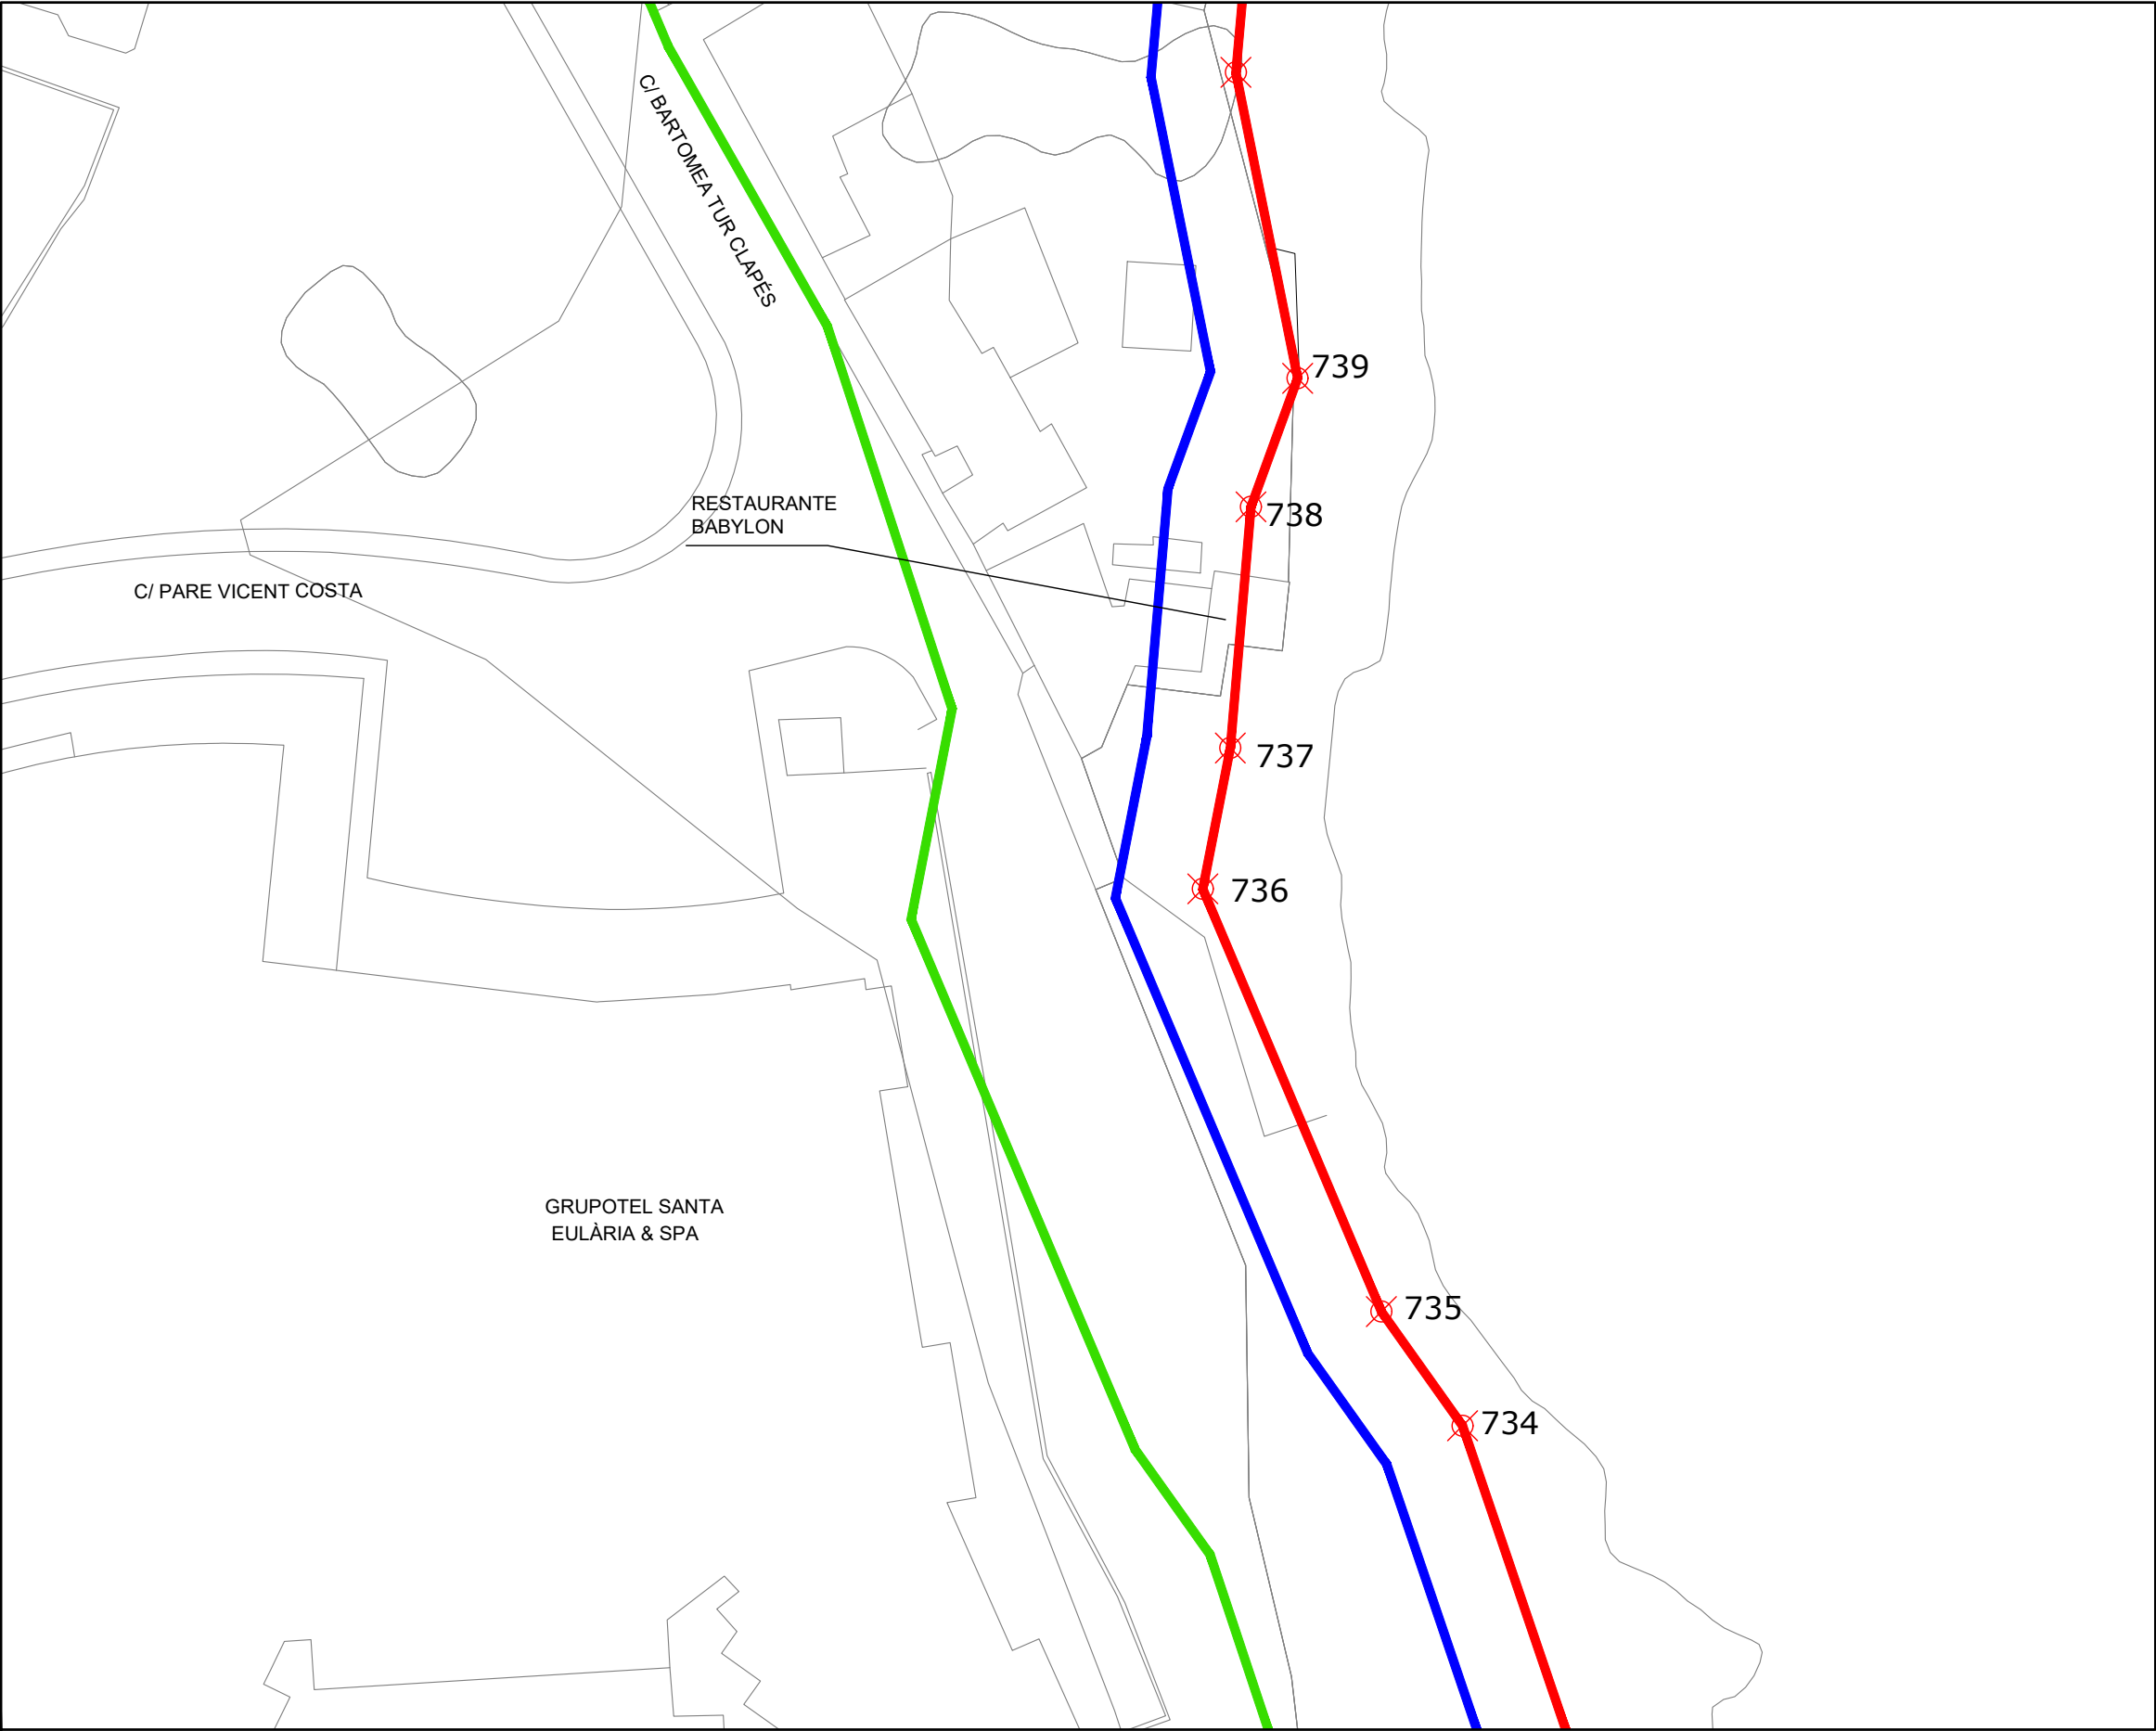 C/ BARTOMEA TUR CLAPÉS
739
RESTAURANTE
BABYLON
738
C/ PARE VICENT COSTA
737
736
GRUPOTEL SANTA
EULÀRIA & SPA
735
734